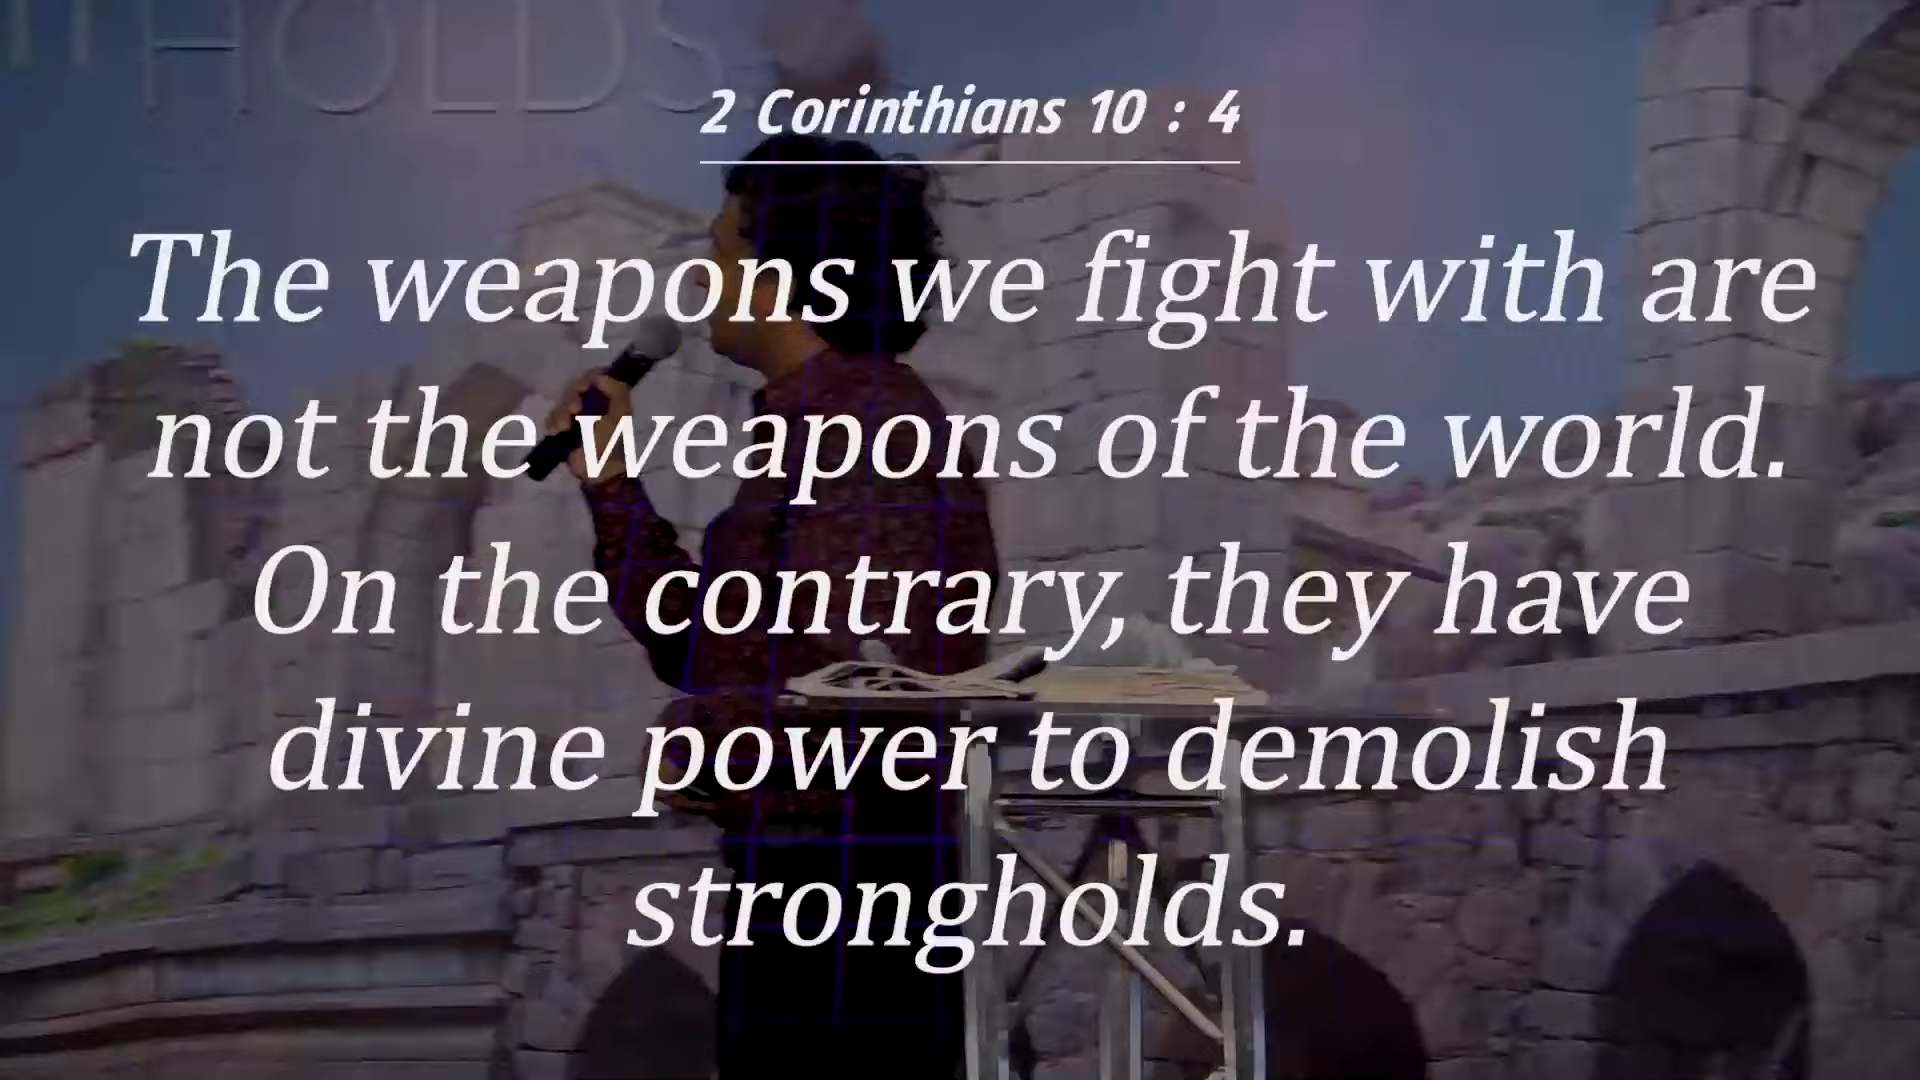 HOLDS
2 Corinthians 10 : 4
The weapons we fight with are
not the weapons of the world.
On the contrary, they have
divine power to demolish
strongholds.